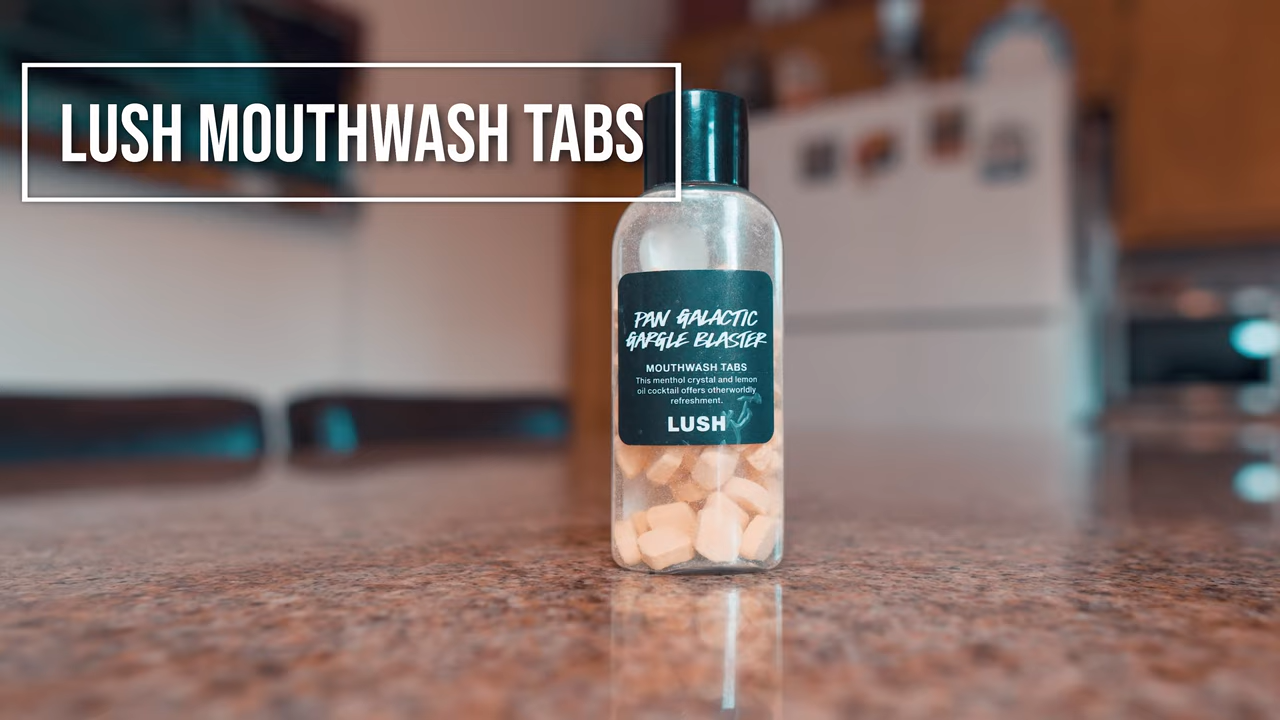 LUSH MOUTHWASH TABS
PAN GALACTIC
GARGLE BLASTER
MOUTHWASH TABS
This menthol crystal and lemon
oil cocktail offers otherworldly
refreshment.
LUSH